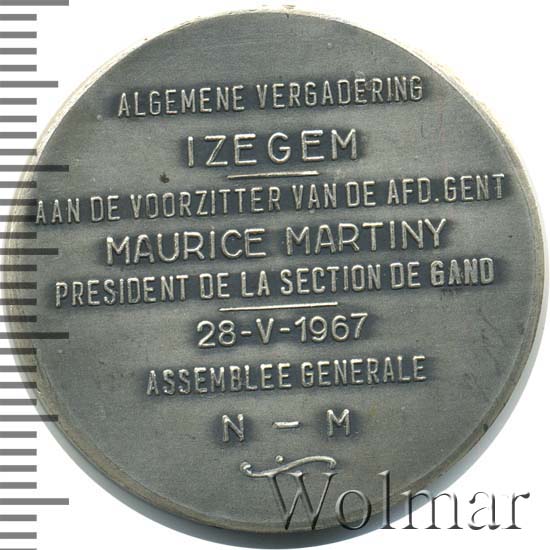 ALGEMENE VERGADERING
IZEGEM
AAN DE VOORZITTER VAN DE AFD. GENT
MAURICE MARTINY
PRESIDENT DE LA SECTION DE GAND
28-V-1967
ASSEMBLEE GENERALE
N - M
Wolmar